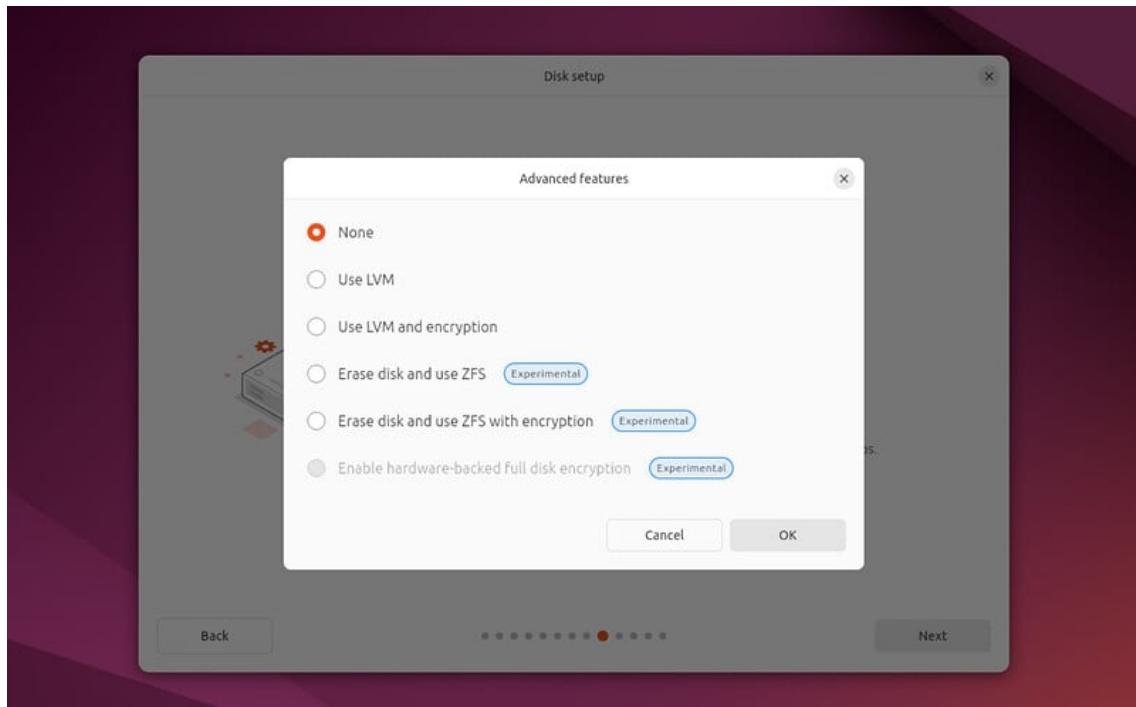 Disk setup
Advanced features
None
Use LVM
Use LVM and encryption
Erase disk and use ZFS Experimental
Erase disk and use ZFS with encryption Experimental
Enable hardware-backed full disk encryption Experimental
Cancel OK
Back Next